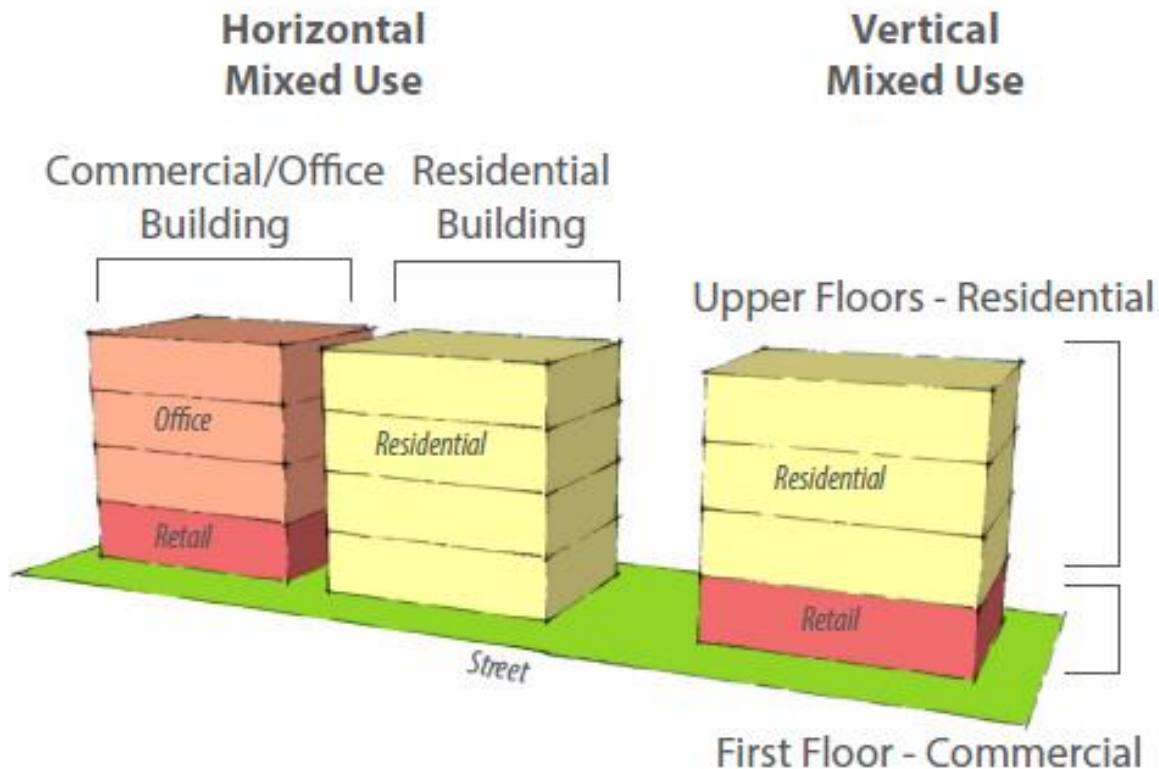 Horizontal
Mixed Use
Vertical
Mixed Use
Commercial/Office
Building
Residential
Building
Upper Floors - Residential
Office
Retail
Residential
Residential
Retail
Street
First Floor - Commercial